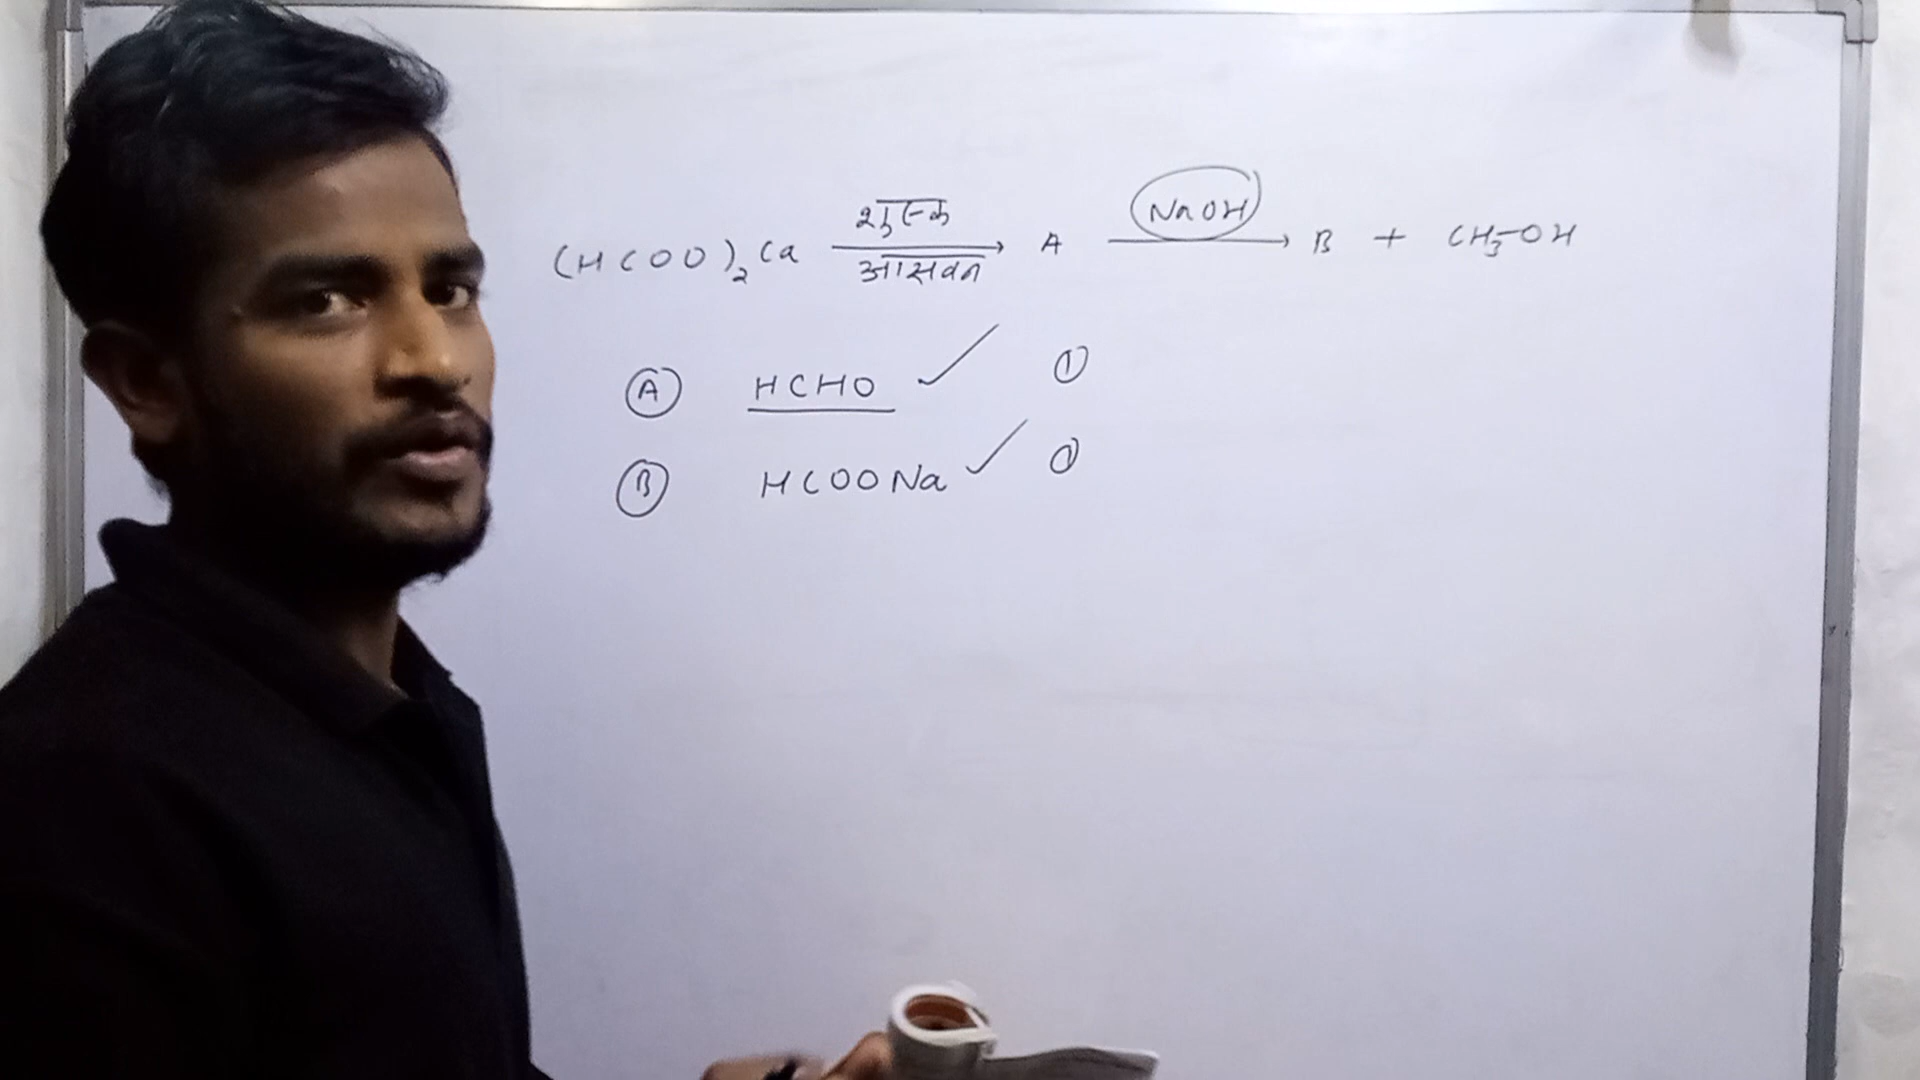 (HCOO)₂Ca शुष्क आसवन → A NaOH → B + CH₃-OH
(A) HCHO ✓ (1)
(B) HCOONa ✓ (1)